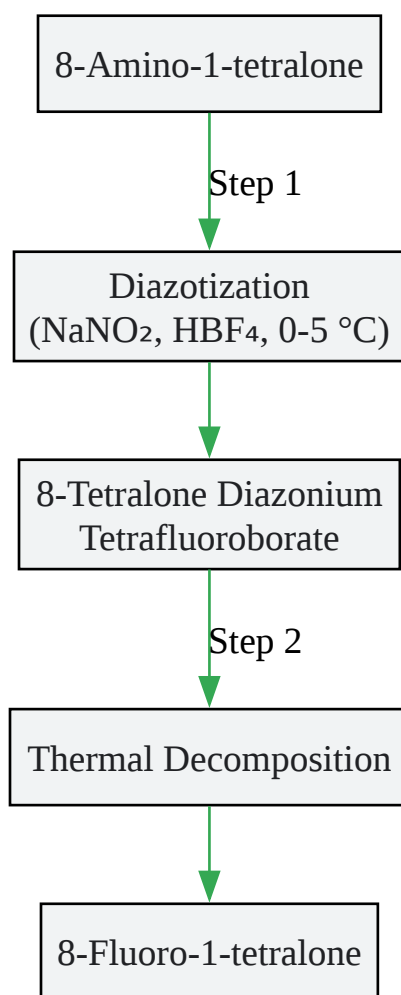 8-Amino-1-tetralone
Step 1
Diazotization
(NaNO₂, HBF₄, 0-5 °C)
8-Tetralone Diazonium
Tetrafluoroborate
Step 2
Thermal Decomposition
8-Fluoro-1-tetralone